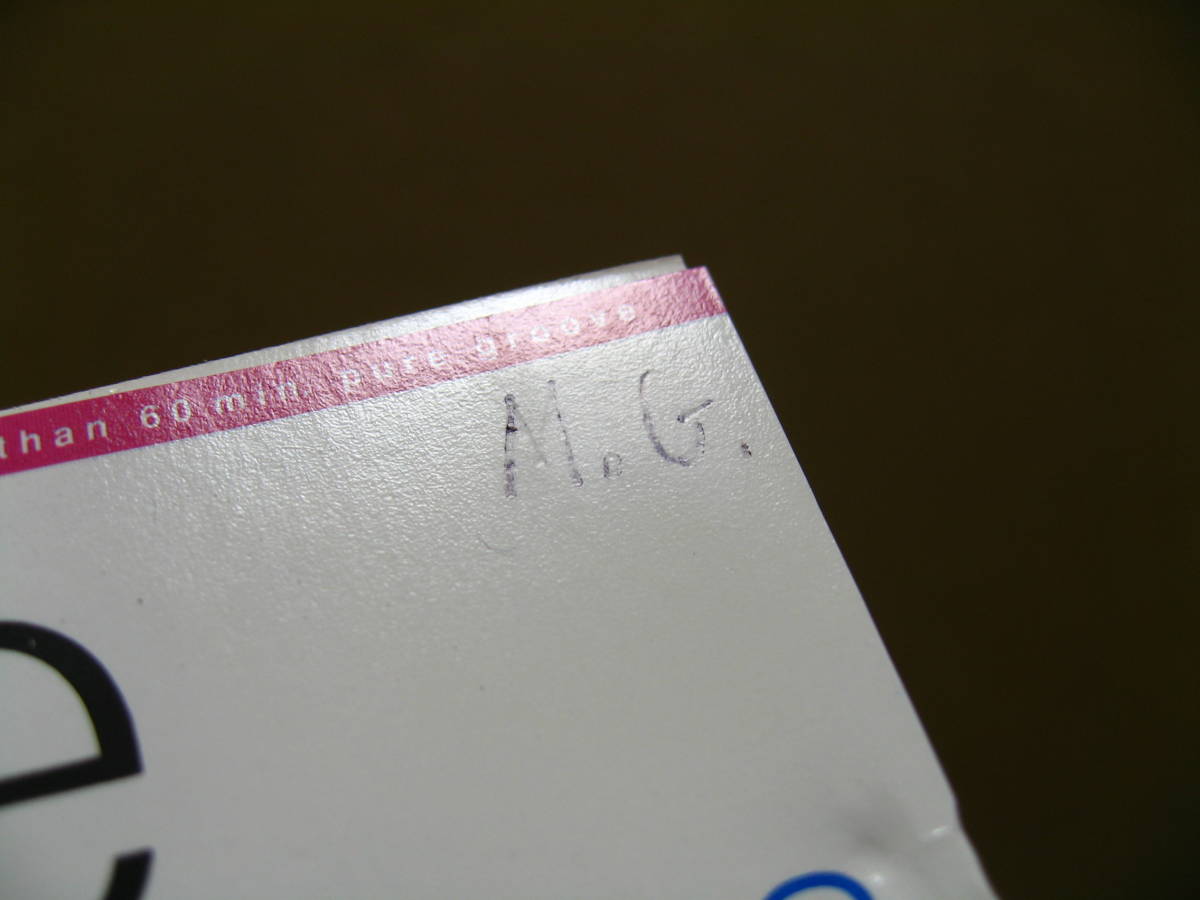 than 60 min. pure groove
M.G.
e